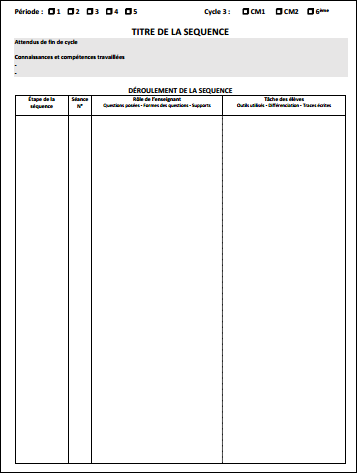 Période : 1 2 3 4 5 Cycle 3 : CM1 CM2 6ème
TITRE DE LA SEQUENCE
Attendus de fin de cycle
Connaissances et compétences travaillées
-
-
DÉROULEMENT DE LA SEQUENCE
Étape de la séquence
Séance N°
Rôle de l'enseignant
Questions posées - Formes des questions - Supports
Tâche des élèves
Outils utilisés - Différenciation - Traces écrites